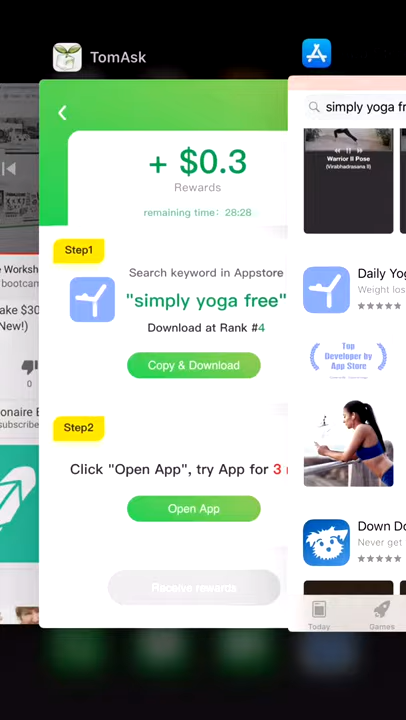 TomAsk
+ $0.3
Rewards
remaining time: 28:28
Step1
Search keyword in Appstore
"simply yoga free"
Download at Rank #4
Copy & Download
Step2
Click "Open App", try App for 3
Open App
Receive rewards
simply yoga fr
Warrior II Pose
(Virabhadrasana II)
Daily Yog
Weight los
Top
Developer by
App Store
Down Do
Never get
Today
Games
e Worksh
bootcam
ake $30
New!)
0
onaire
subscribe